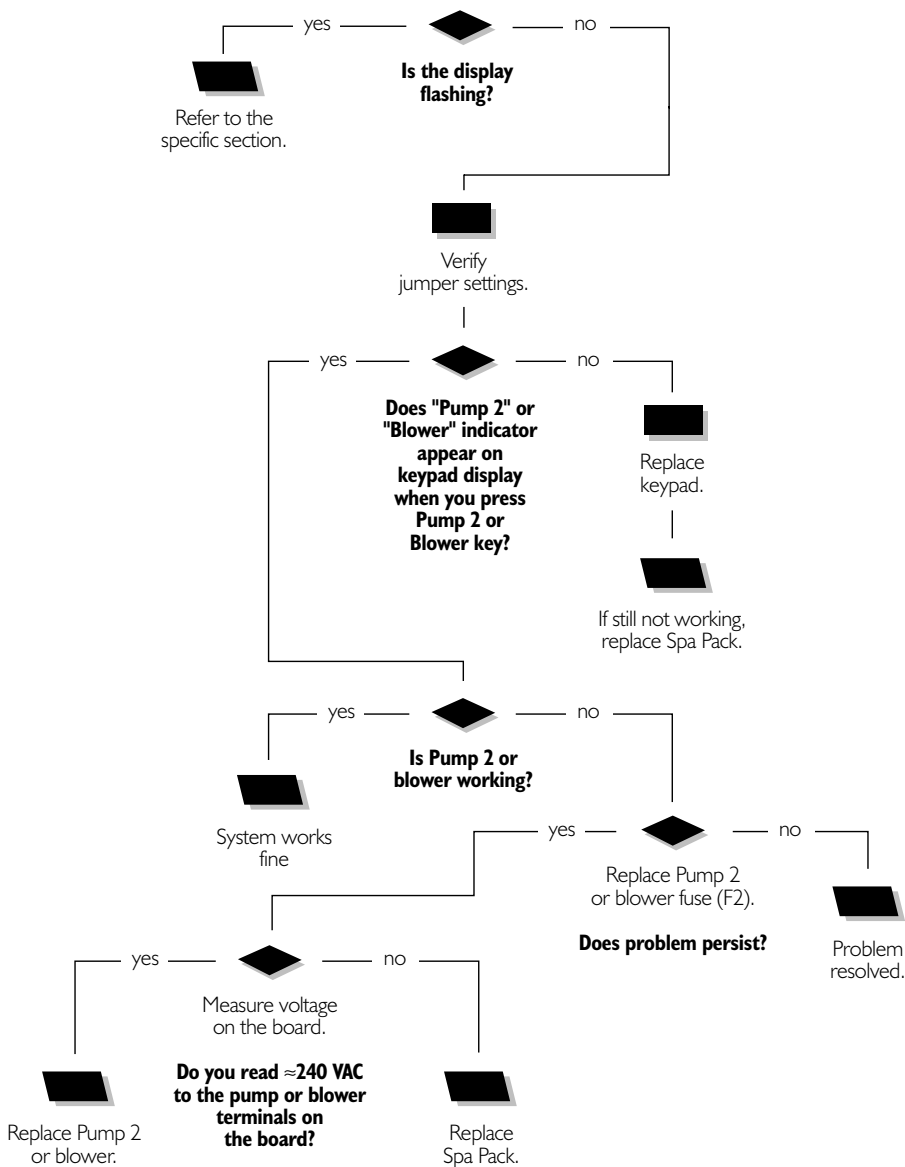 yes
no
Is the display
flashing?
Refer to the
specific section.
Verify
jumper settings.
yes
no
Does "Pump 2" or
"Blower" indicator
appear on
keypad display
when you press
Pump 2 or
Blower key?
Replace
keypad.
If still not working,
replace Spa Pack.
yes
no
Is Pump 2 or
blower working?
System works
fine
yes
no
Replace Pump 2
or blower fuse (F2).
Does problem persist?
Problem
resolved.
yes
no
Measure voltage
on the board.
Do you read ≈240 VAC
to the pump or blower
terminals on
the board?
Replace Pump 2
or blower.
Replace
Spa Pack.